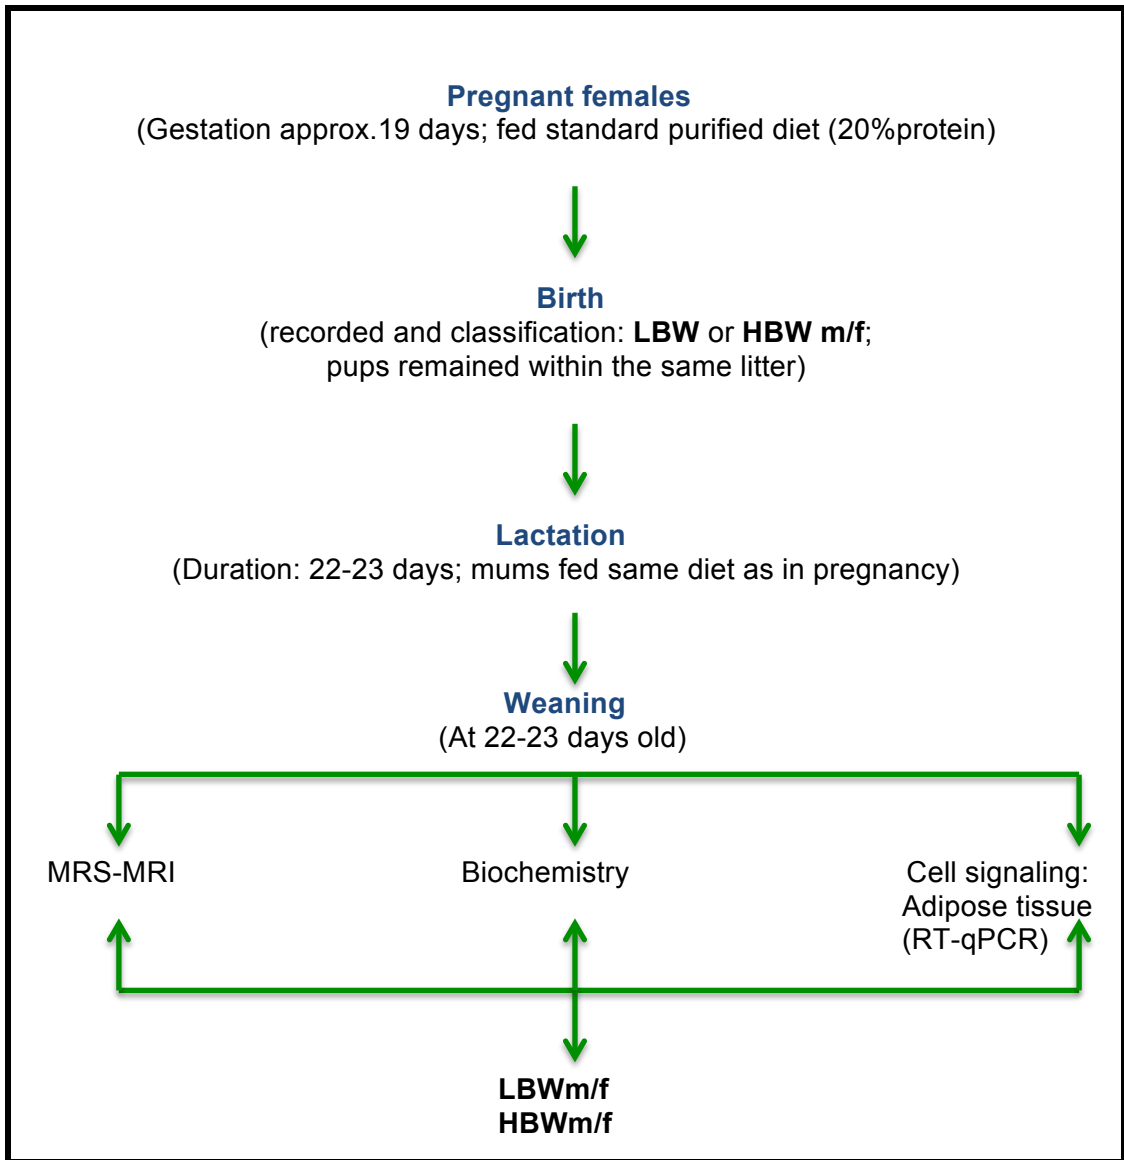 Pregnant females
(Gestation approx.19 days; fed standard purified diet (20%protein)
Birth
(recorded and classification: LBW or HBW m/f;
pups remained within the same litter)
Lactation
(Duration: 22-23 days; mums fed same diet as in pregnancy)
Weaning
(At 22-23 days old)
MRS-MRI
Biochemistry
Cell signaling:
Adipose tissue
(RT-qPCR)
LBWm/f
HBWm/f